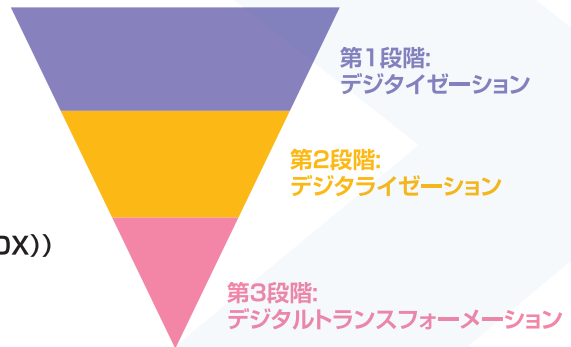 第1段階:
デジタイゼーション
第2段階:
デジタライゼーション
DX))
第3段階:
デジタルトランスフォーメーション